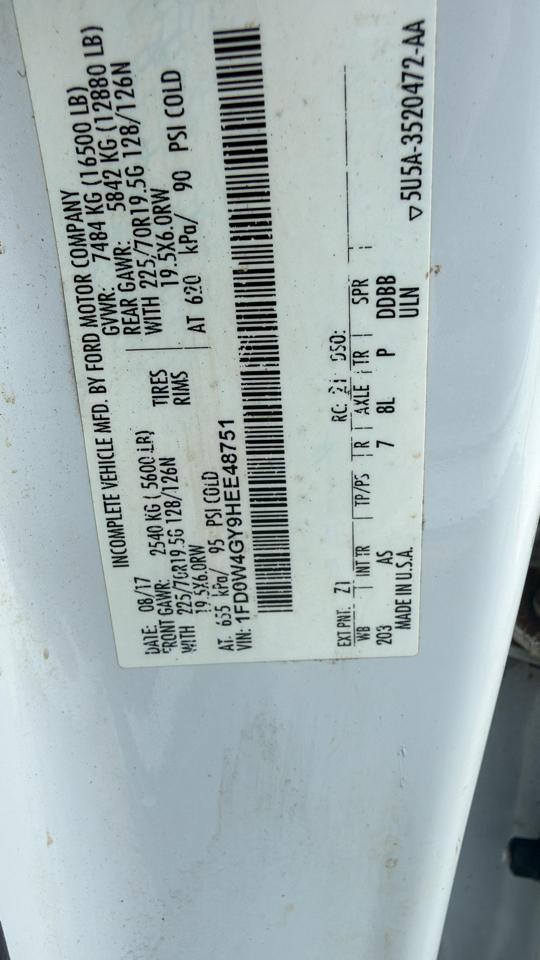 INCOMPLETE VEHICLE MFD. BY FORD MOTOR COMPANY
DATE: 08/17 GVWR: 7484 KG (16500 LB)
FRONT GAWR: 2540 KG (5600 LB) REAR GAWR: 5842 KG (12880 LB)
WITH 225/70R19.5G 128/126N TIRES WITH 225/70R19.5G 128/126N
19.5X6.0RW RIMS 19.5X6.0RW
AT: 655 kPa/ 95 PSI COLD AT 620 kPa/ 90 PSI COLD
VIN: 1FD0W4GY9HEE48751
EXT PNT: Z1 RC: 21 DSO:
WB INT TR TP/PS R AXLE TR SPR
203 AS 7 8L P DDBB
MADE IN U.S.A. ULN
▽5U5A-3520472-AA